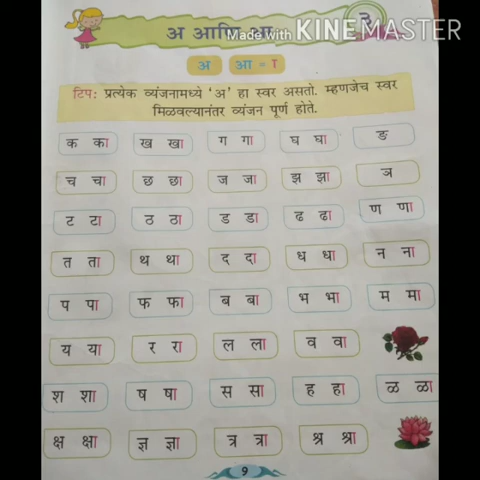 अ आणि आ
Made with KINEMASTER
अ आ = ा
टिप: प्रत्येक व्यंजनामध्ये ‘अ’ हा स्वर असतो. म्हणजेच स्वर
मिळवल्यानंतर व्यंजन पूर्ण होते.
क का ख खा ग गा घ घा ङ
च चा छ छा ज जा झ झा ञ
ट टा ठ ठा ड डा ढ ढा ण णा
त ता थ था द दा ध धा न ना
प पा फ फा ब बा भ भा म मा
य या र रा ल ला व वा
श शा ष षा स सा ह हा ळ ळा
क्ष क्षा ज्ञ ज्ञा त्र त्रा श्र श्रा
9